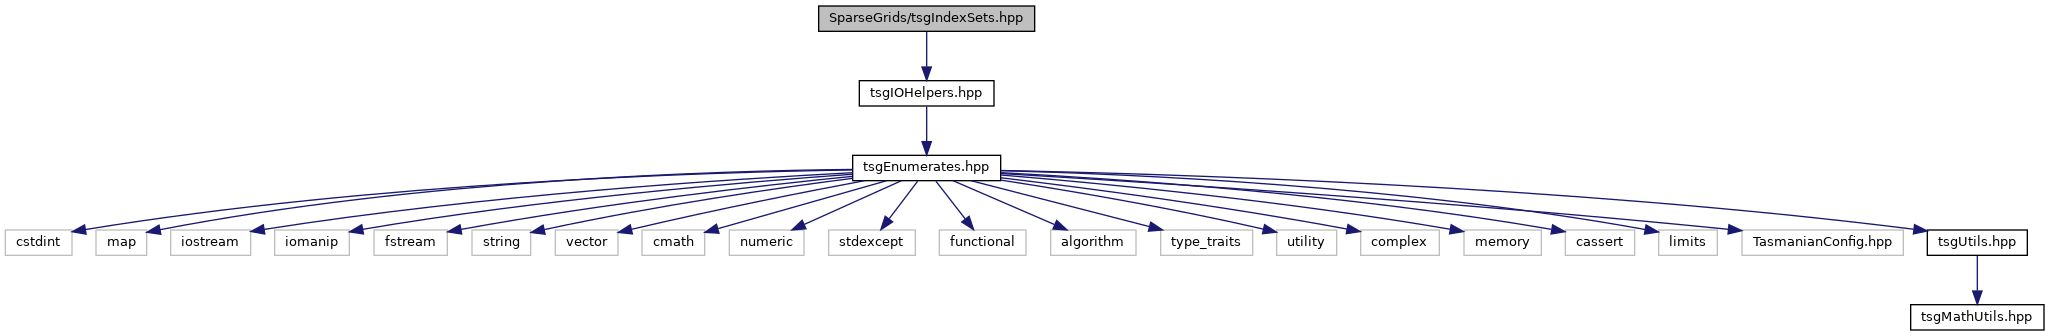 SparseGrids/tsgIndexSets.hpp
tsgIOHelpers.hpp
tsgEnumerates.hpp
cstdint
map
iostream
iomanip
fstream
string
vector
cmath
numeric
stdexcept
functional
algorithm
type_traits
utility
complex
memory
cassert
limits
TasmanianConfig.hpp
tsgUtils.hpp
tsgMathUtils.hpp